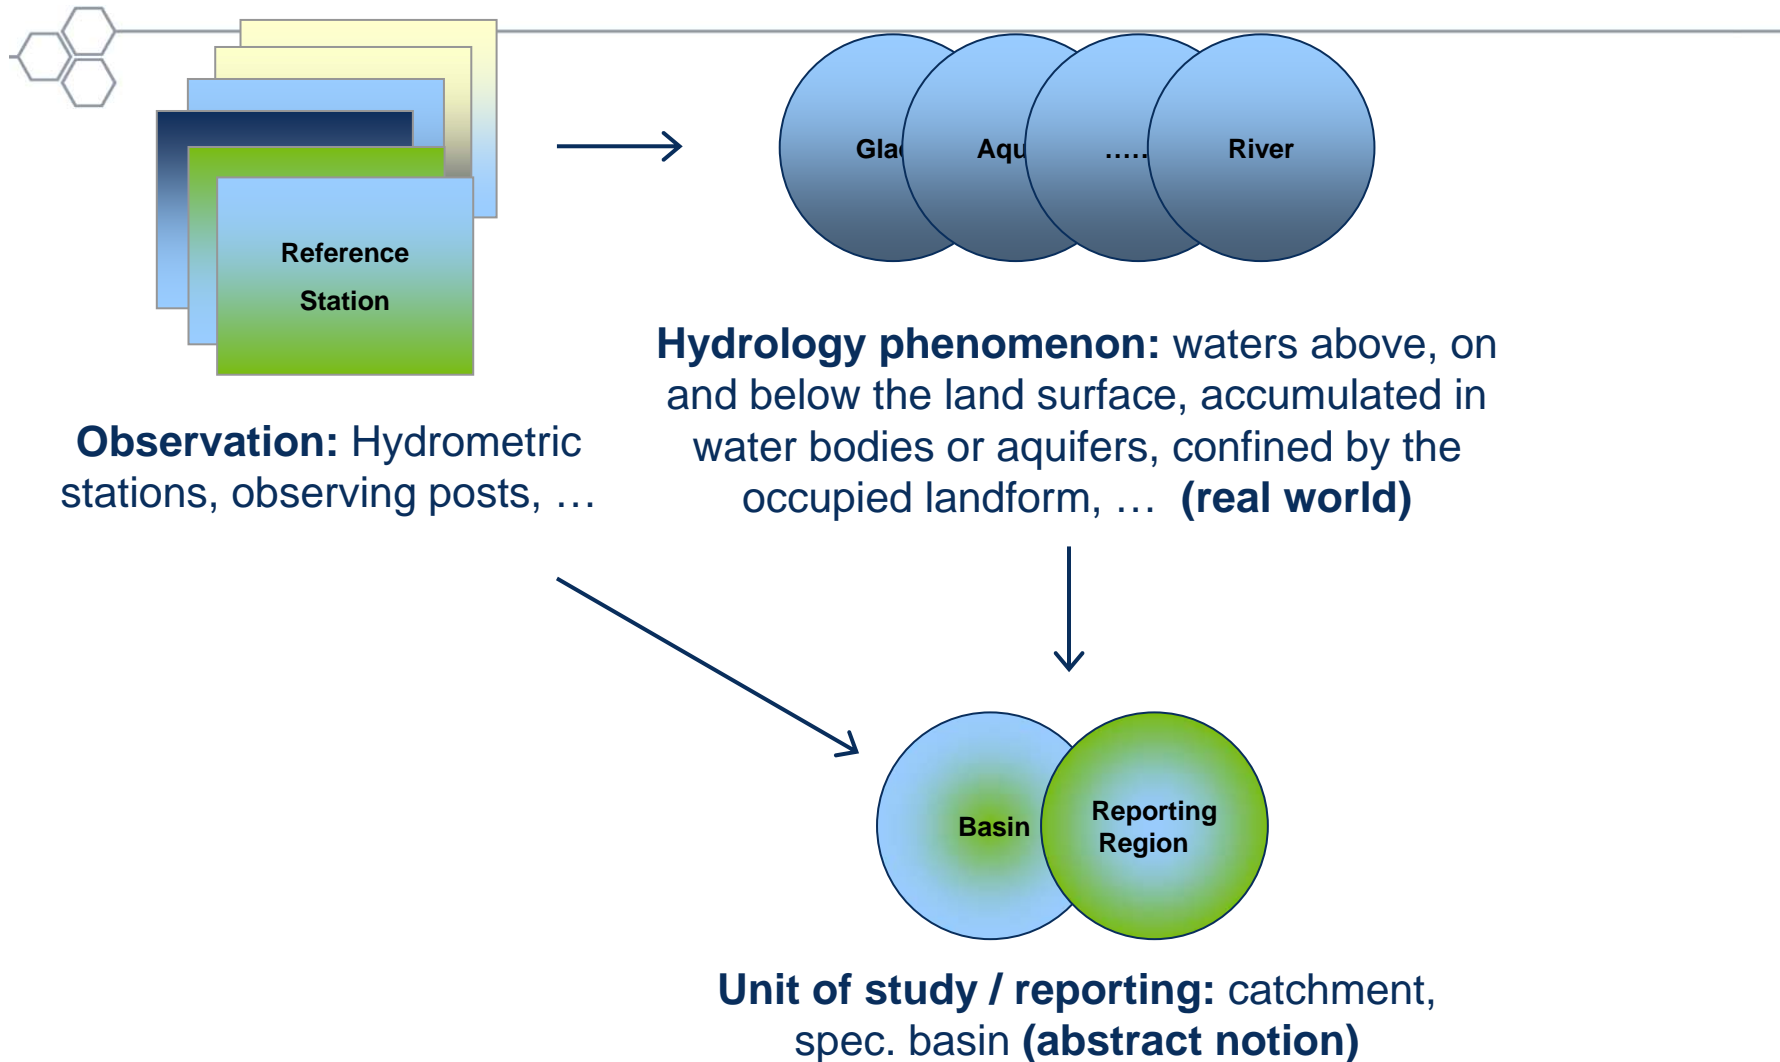 Reference
Station
Observation: Hydrometric
stations, observing posts, …
Glac
Aqu
.....
River
Hydrology phenomenon: waters above, on
and below the land surface, accumulated in
water bodies or aquifers, confined by the
occupied landform, … (real world)
Basin
Reporting
Region
Unit of study / reporting: catchment,
spec. basin (abstract notion)